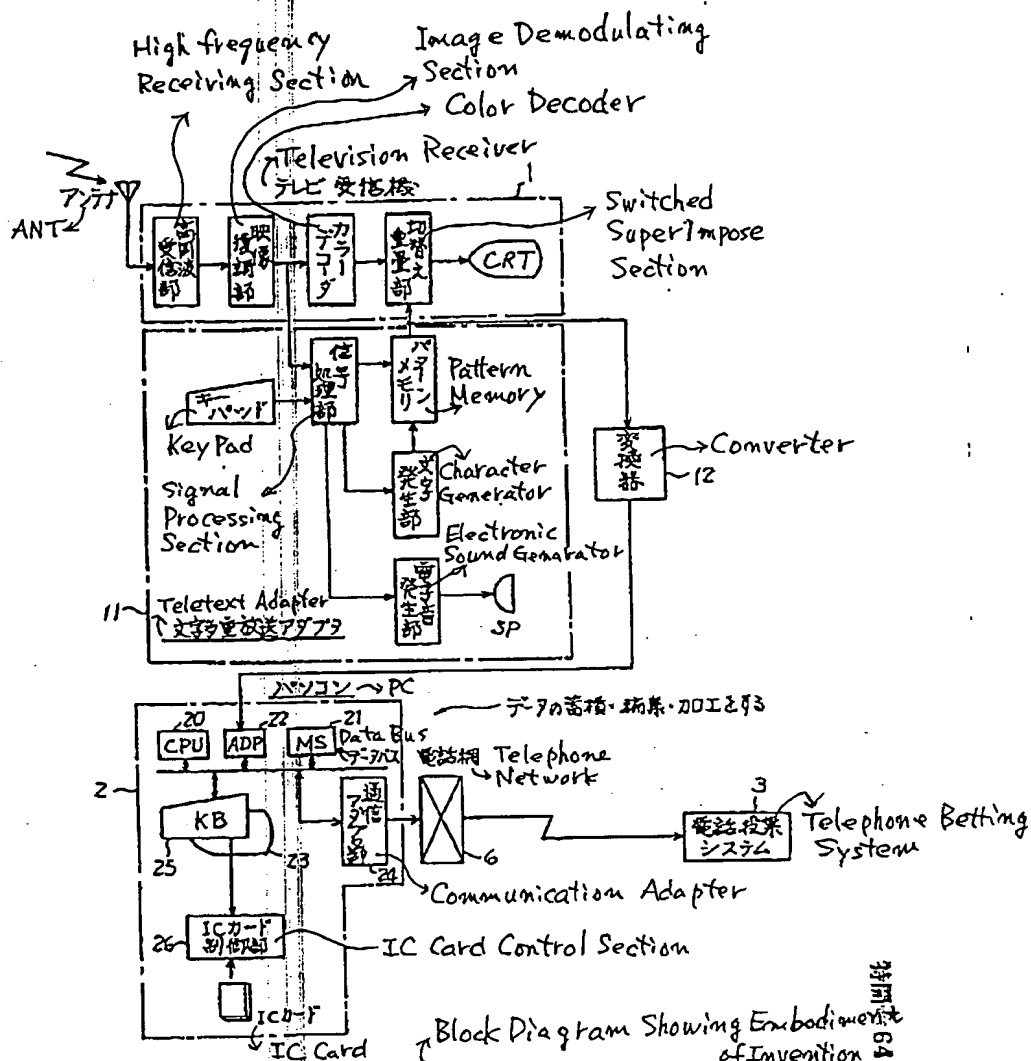 High frequency
Receiving Section
Image Demodulating
Section
Color Decoder
Television Receiver
テレビ受信機
1
アンテナ
ANT
高周波
受信部
映像
復調部
カラー
デコーダ
切替え
重畳部
CRT
Switched
SuperImpose
Section
信号
処理部
パターン
メモリ
Pattern
Memory
キー
パッド
Key Pad
Signal
Processing
Section
文字
発生部
Character
Generator
変換器
Converter
12
Electronic
Sound Genarator
電子音
発生部
SP
11
Teletext Adapter
文字多重放送アダプタ
パソコン
PC
データの蓄積・編集・加工をする
20
CPU
22
ADP
21
MS
Data Bus
データバス
電話網
Telephone
Network
2
KB
25
23
通信
アダプタ部
24
6
3
電話投票
システム
Telephone Betting
System
Communication Adapter
ICカード
制御部
26
IC Card Control Section
ICカード
IC Card
特開 64
Block Diagram Showing Embodiment
of Invention